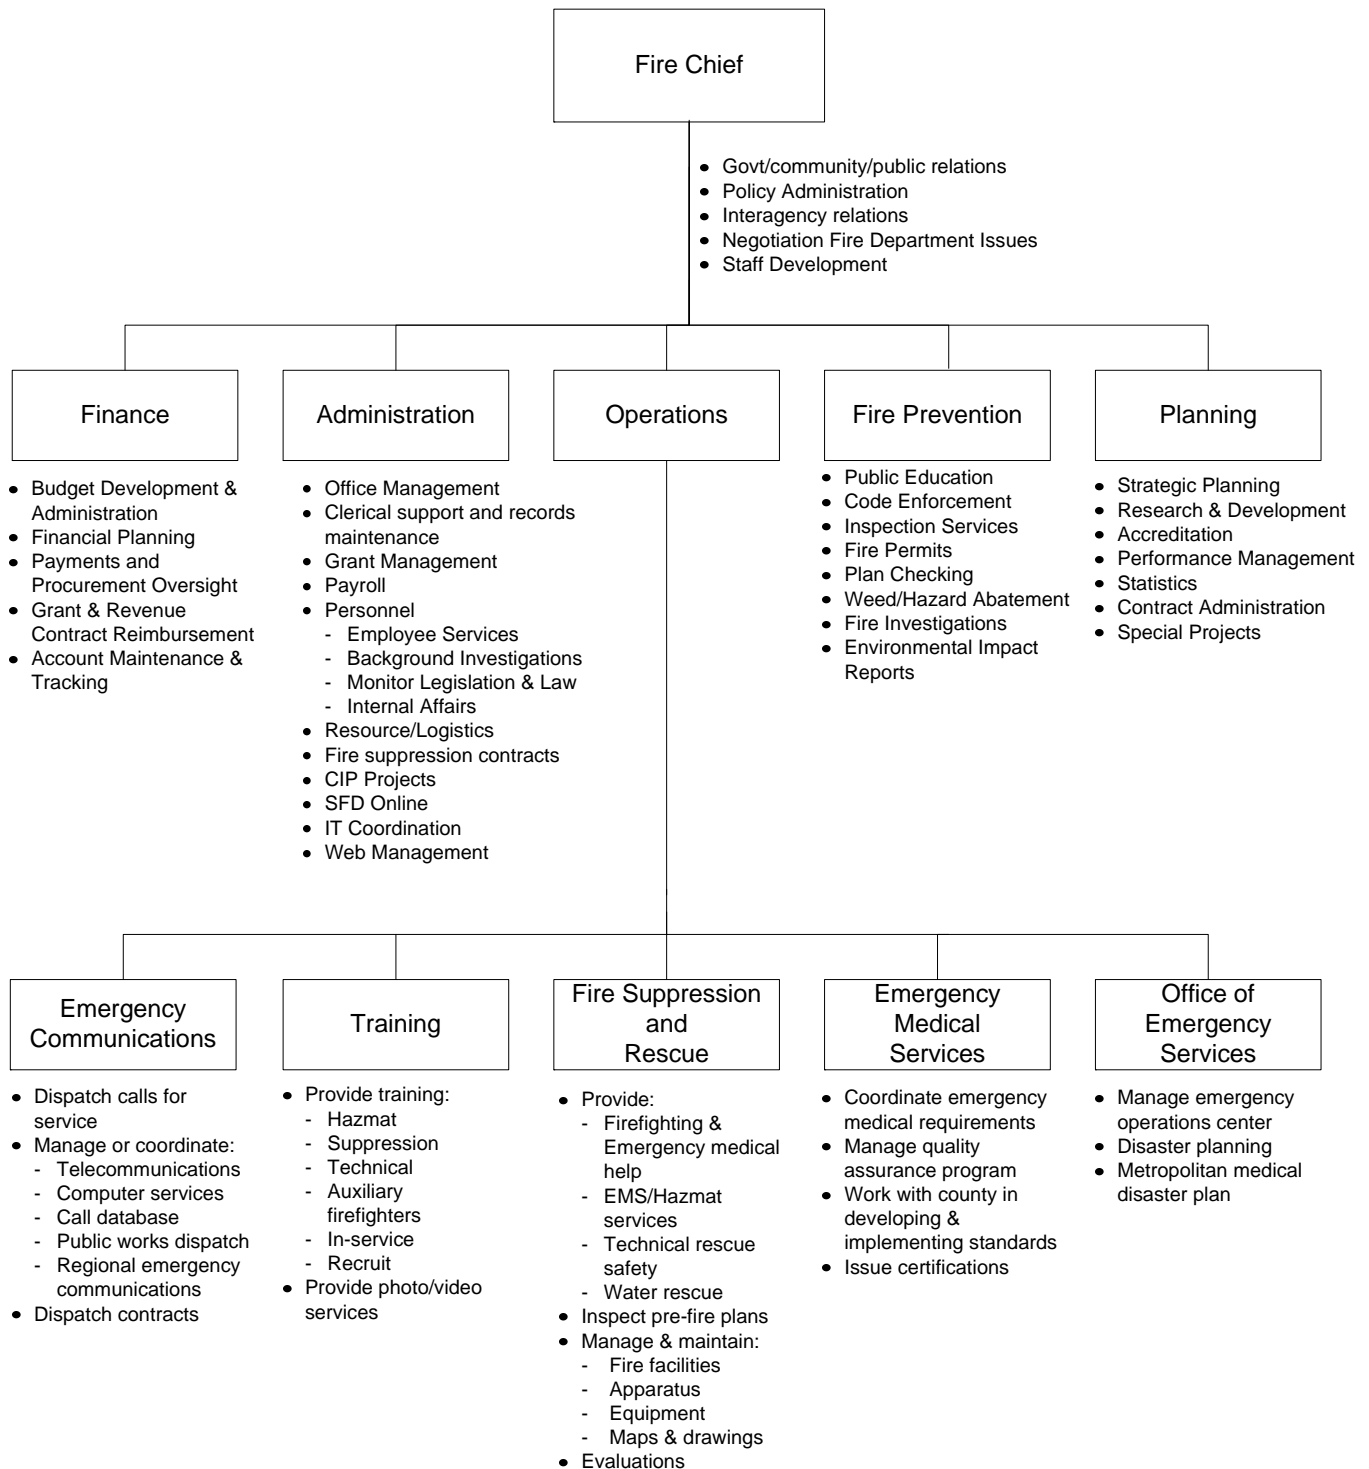 Fire Chief
• Govt/community/public relations
• Policy Administration
• Interagency relations
• Negotiation Fire Department Issues
• Staff Development
Finance
• Budget Development &
Administration
• Financial Planning
• Payments and
Procurement Oversight
• Grant & Revenue
Contract Reimbursement
• Account Maintenance &
Tracking
Administration
• Office Management
• Clerical support and records
maintenance
• Grant Management
• Payroll
• Personnel
- Employee Services
- Background Investigations
- Monitor Legislation & Law
- Internal Affairs
• Resource/Logistics
• Fire suppression contracts
• CIP Projects
• SFD Online
• IT Coordination
• Web Management
Operations
Fire Prevention
• Public Education
• Code Enforcement
• Inspection Services
• Fire Permits
• Plan Checking
• Weed/Hazard Abatement
• Fire Investigations
• Environmental Impact
Reports
Planning
• Strategic Planning
• Research & Development
• Accreditation
• Performance Management
• Statistics
• Contract Administration
• Special Projects
Emergency
Communications
• Dispatch calls for
service
• Manage or coordinate:
- Telecommunications
- Computer services
- Call database
- Public works dispatch
- Regional emergency
communications
• Dispatch contracts
Training
• Provide training:
- Hazmat
- Suppression
- Technical
- Auxiliary
firefighters
- In-service
- Recruit
• Provide photo/video
services
Fire Suppression
and
Rescue
• Provide:
- Firefighting &
Emergency medical
help
- EMS/Hazmat
services
- Technical rescue
safety
- Water rescue
• Inspect pre-fire plans
• Manage & maintain:
- Fire facilities
- Apparatus
- Equipment
- Maps & drawings
• Evaluations
Emergency
Medical
Services
• Coordinate emergency
medical requirements
• Manage quality
assurance program
• Work with county in
developing &
implementing standards
• Issue certifications
Office of
Emergency
Services
• Manage emergency
operations center
• Disaster planning
• Metropolitan medical
disaster plan